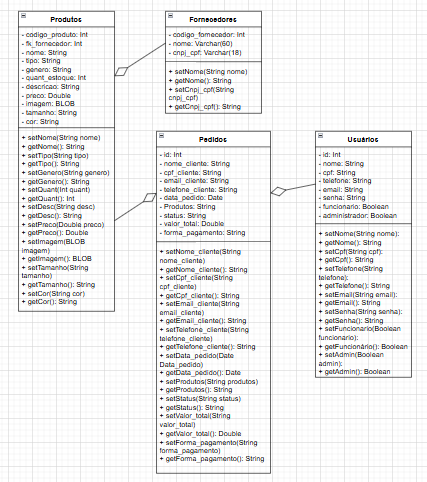 Produtos
- codigo_produto: Int
- fk_fornecedor: Int
- nome: String
- tipo: String
- genero: String
- quant_estoque: Int
- descricao: String
- preco: Double
- imagem: BLOB
- tamanho: String
- cor: String
+ setNome(String nome)
+ getNome(): String
+ setTipo(String tipo)
+ getTipo(): String
+ setGenero(String genero)
+ getGenero(): String
+ setQuant(Int quant)
+ getQuant(): Int
+ setDesc(String desc)
+ getDesc(): String
+ setPreco(Double preco)
+ getPreco(): Double
+ setImagem(BLOB
imagem)
+ getImagem(): BLOB
+ setTamanho(String
tamanho)
+ getTamanho(): String
+ setCor(String cor)
+ getCor(): String
Fornecedores
- codigo_fornecedor: Int
- nome: Varchar(60)
- cnpj_cpf: Varchar(18)
+ setNome(String nome)
+ getNome(): String
+ setCnpj_cpf(String
cnpj_cpf)
+ getCnpj_cpf(): String
Pedidos
- id: Int
- nome_cliente: String
- cpf_cliente: String
- email_cliente: String
- telefone_cliente: String
- data_pedido: Date
- Produtos: String
- status: String
- valor_total: Double
- forma_pagamento: String
+ setNome_cliente(String
nome_cliente)
+ getNome_cliente(): String
+ setCpf_cliente(String
cpf_cliente)
+ getCpf_cliente(): String
+ setEmail_cliente(String
email_cliente)
+ getEmail_cliente(): String
+ setTelefone_cliente(String
telefone_cliente)
+ getTelefone_cliente(): String
+ setData_pedido(Date
Data_pedido)
+ getData_pedido(): Date
+ setProdutos(String produtos)
+ getProdutos(): String
+ setStatus(String status)
+ getStatus(): String
+ setValor_total(String
valor_total)
+ getValor_total(): Double
+ setForma_pagamento(String
forma_pagamento)
+ getForma_pagamento(): String
Usuários
- id: Int
- nome: String
- cpf: String
- telefone: String
- email: String
- senha: String
- funcionario: Boolean
- administrador: Boolean
+ setNome(String nome):
+ getNome(): String
+ setCpf(String cpf):
+ getCpf(): String
+ setTelefone(String
telefone):
+ getTelefone(): String
+ setEmail(String email):
+ getEmail(): String
+ setSenha(String senha):
+ getSenha(): String
+ setFuncionario(Boolean
funcionario):
+ getFuncionário(): Boolean
+ setAdmin(Boolean
admin):
+ getAdmin(): Boolean